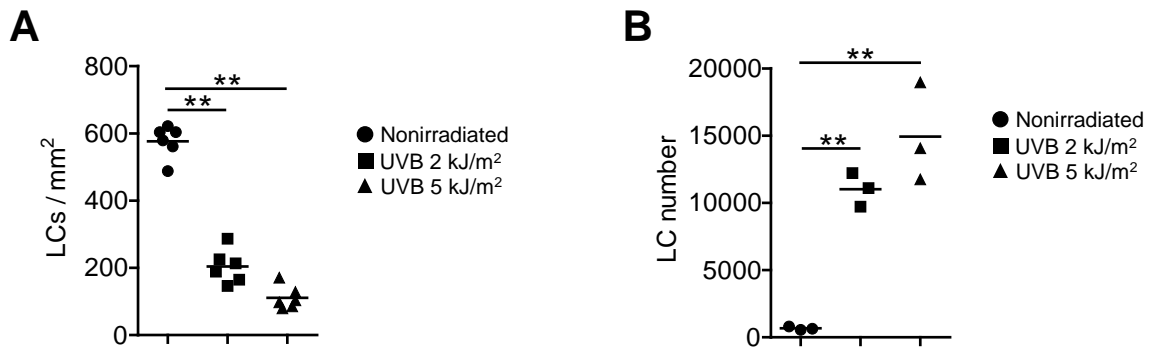 A
800
600
400
200
0
LCs / mm²
**
**
Nonirradiated
UVB 2 kJ/m²
UVB 5 kJ/m²
B
20000
15000
10000
5000
0
LC number
**
**
Nonirradiated
UVB 2 kJ/m²
UVB 5 kJ/m²